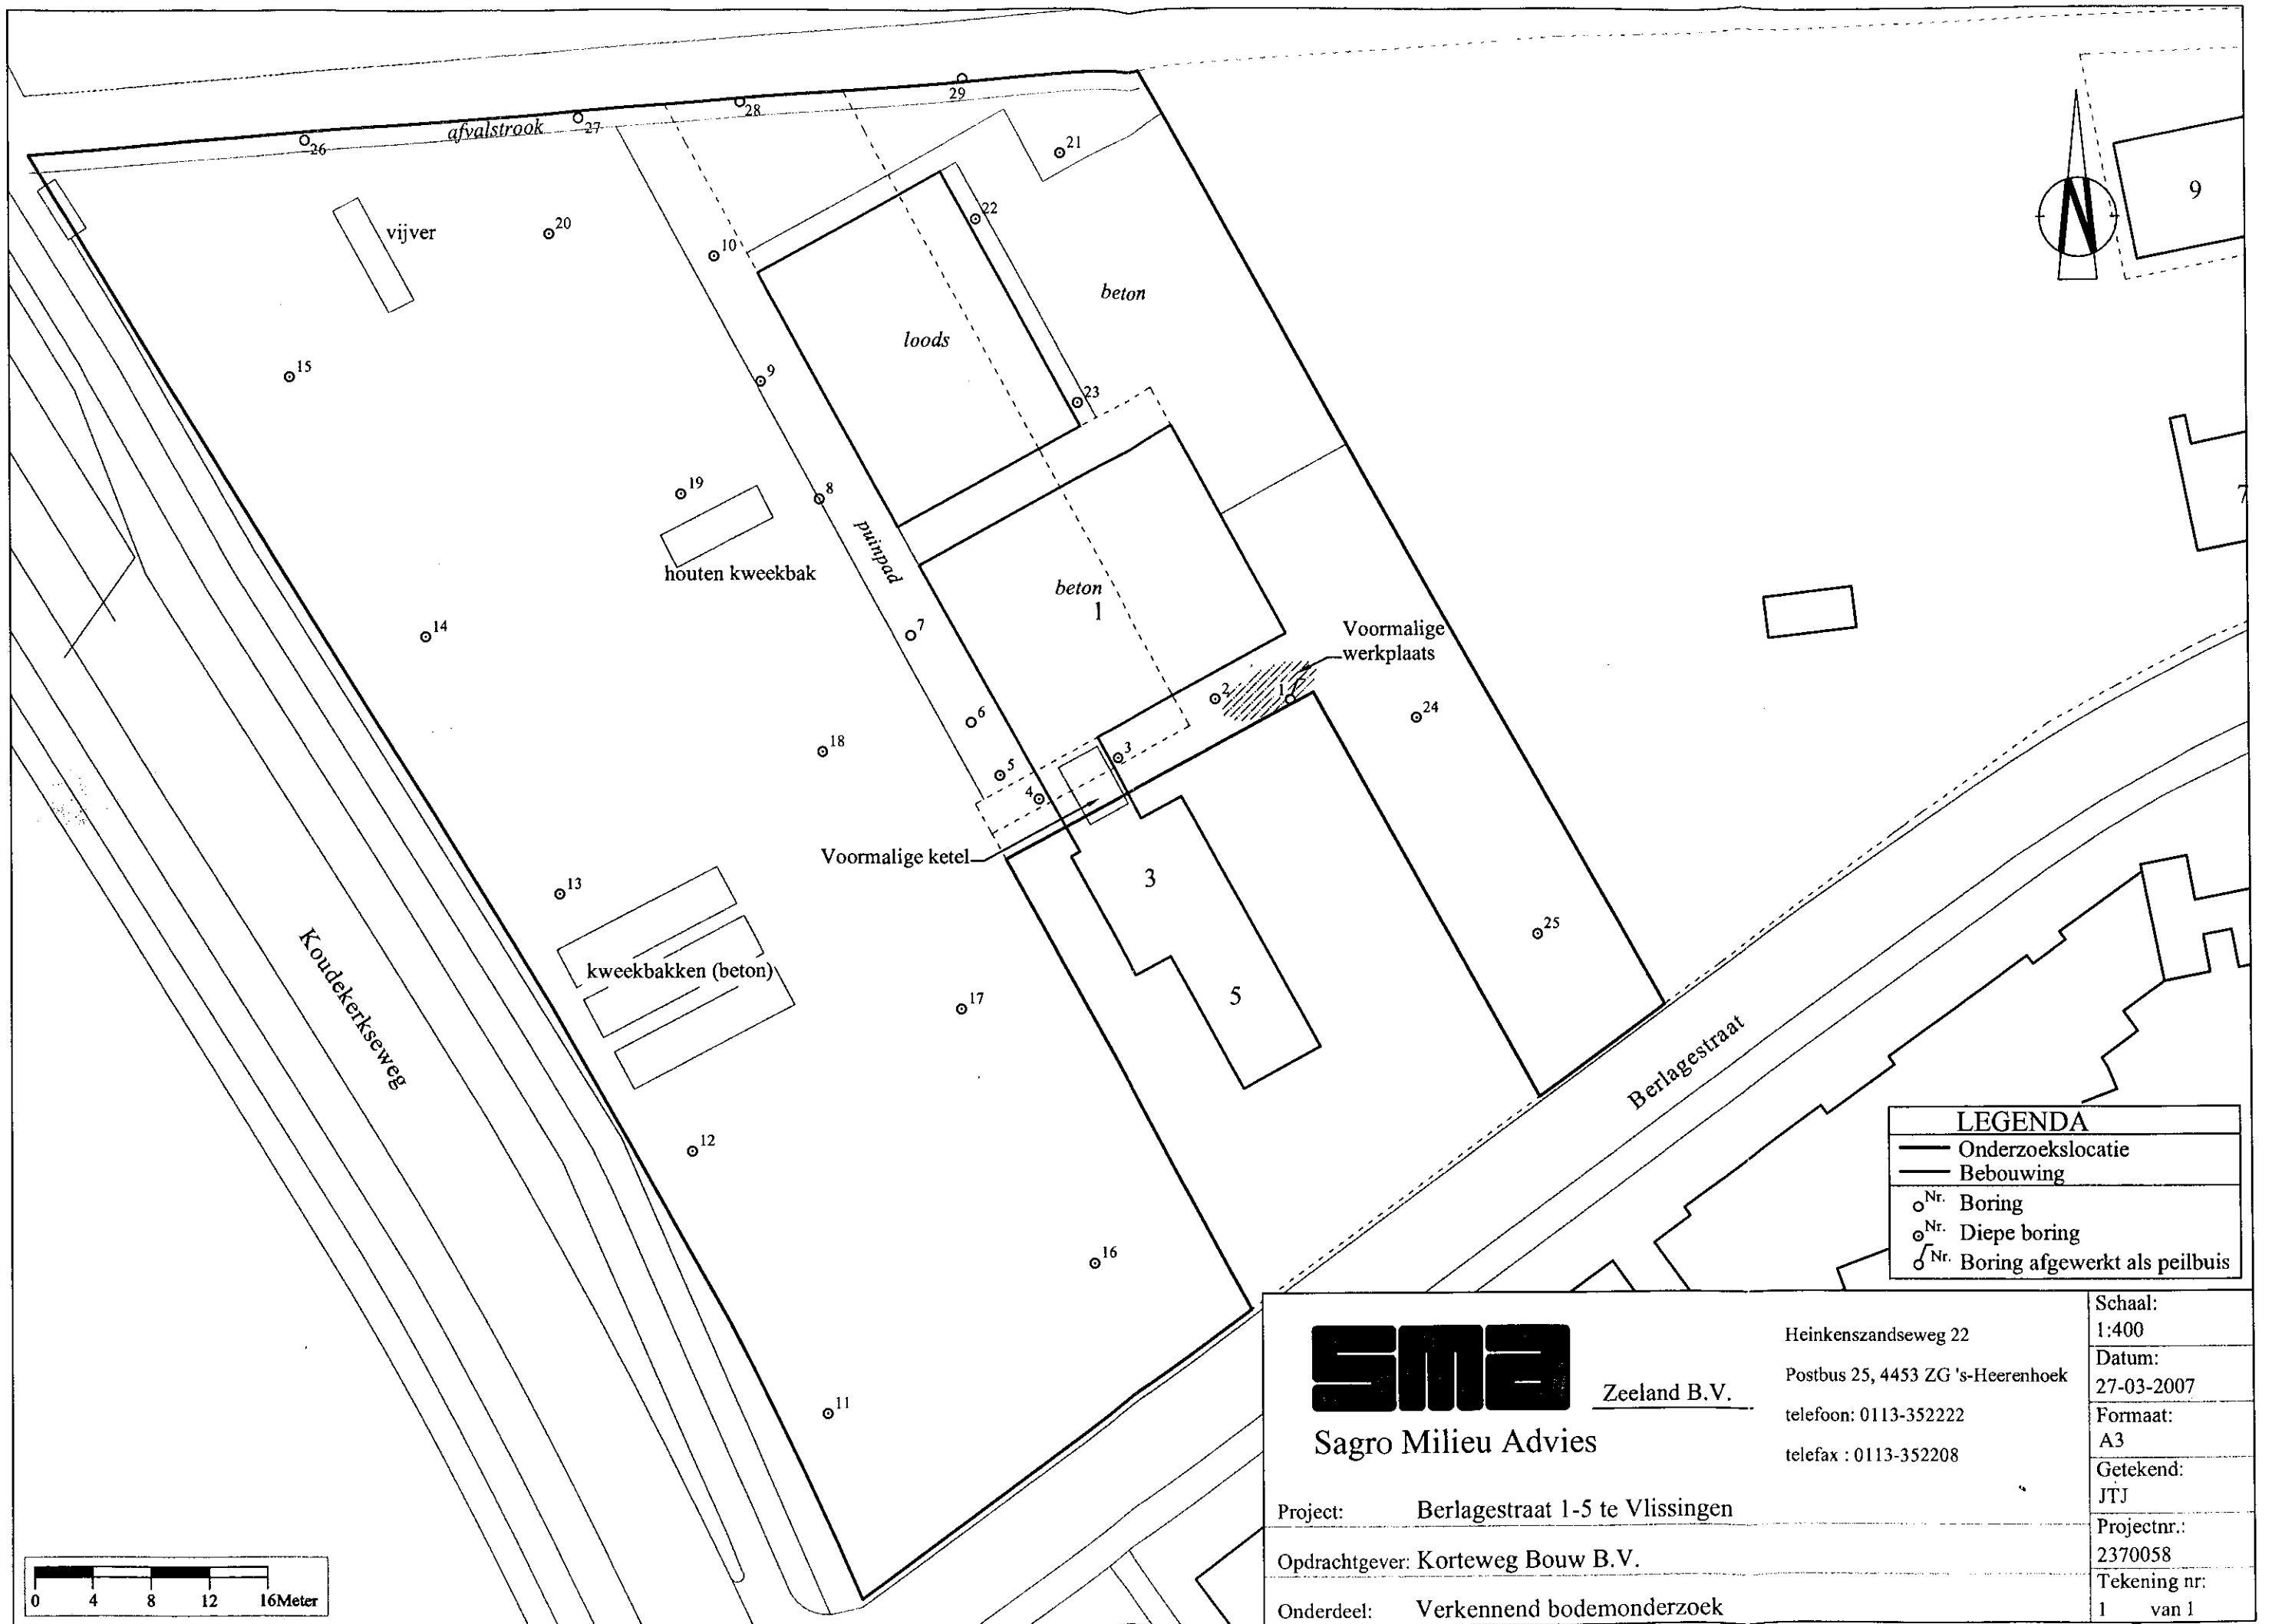 26
afvalstrook
27
28
29
21
22
vijver
20
10
9
beton
loods
15
9
23
19
8
7
puinpad
houten kweekbak
beton
1
14
7
Voormalige
werkplaats
2
1
24
6
18
3
5
4
Voormalige ketel
3
13
25
kweekbakken (beton)
5
17
Koudekerkseweg
Berlagestraat
12
16
11
LEGENDA
Onderzoekslocatie
Bebouwing
Nr. Boring
Nr. Diepe boring
Nr. Boring afgewerkt als peilbuis
sma
Zeeland B.V.
Sagro Milieu Advies
Heinkenszandseweg 22
Postbus 25, 4453 ZG 's-Heerenhoek
telefoon: 0113-352222
telefax : 0113-352208
Schaal:
1:400
Datum:
27-03-2007
Formaat:
A3
Getekend:
JTJ
Projectnr.:
2370058
Tekening nr:
1 van 1
Project: Berlagestraat 1-5 te Vlissingen
Opdrachtgever: Korteweg Bouw B.V.
Onderdeel: Verkennend bodemonderzoek
0 4 8 12 16Meter
N